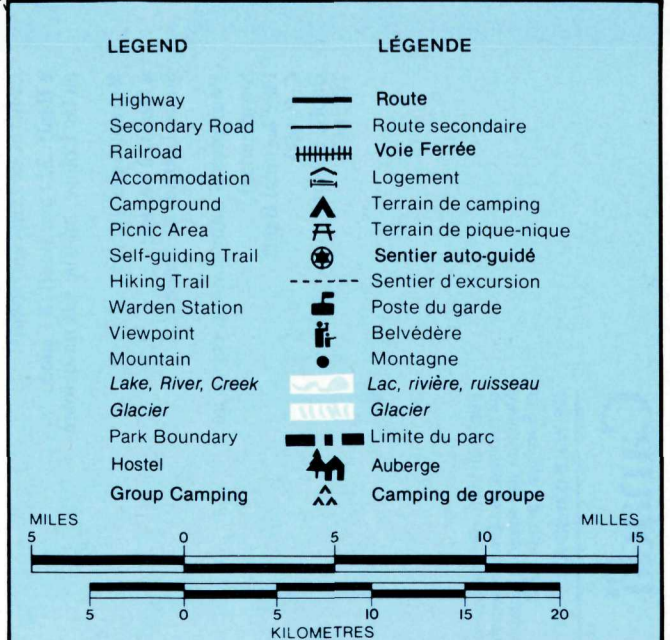 LEGEND LÉGENDE
Highway Route
Secondary Road Route secondaire
Railroad Voie Ferrée
Accommodation Logement
Campground Terrain de camping
Picnic Area Terrain de pique-nique
Self-guiding Trail Sentier auto-guidé
Hiking Trail Sentier d'excursion
Warden Station Poste du garde
Viewpoint Belvédère
Mountain Montagne
Lake, River, Creek Lac, rivière, ruisseau
Glacier Glacier
Park Boundary Limite du parc
Hostel Auberge
Group Camping Camping de groupe
MILES MILLES
5 0 5 10 15
5 0 5 10 15 20
KILOMETRES